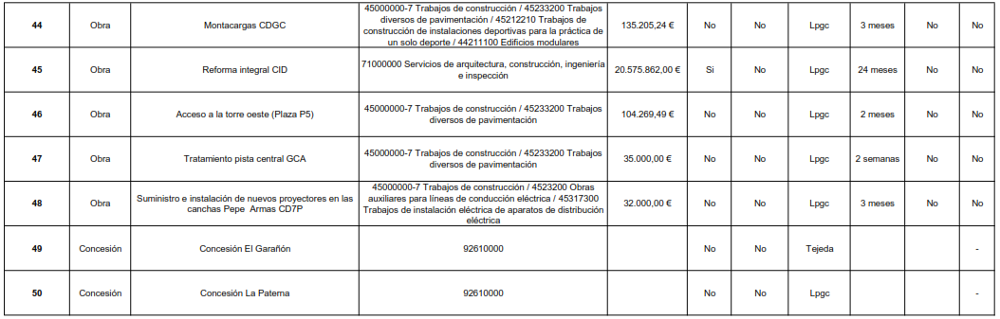 44 Obra Montacargas CDGC 45000000-7 Trabajos de construcción / 45233200 Trabajos diversos de pavimentación / 45212210 Trabajos de construcción de instalaciones deportivas para la práctica de un solo deporte / 44211100 Edificios modulares 135.205,24 € No No Lpgc 3 meses No No
45 Obra Reforma integral CID 71000000 Servicios de arquitectura, construcción, ingeniería e inspección 20.575.862,00 € Si No Lpgc 24 meses No No
46 Obra Acceso a la torre oeste (Plaza P5) 45000000-7 Trabajos de construcción / 45233200 Trabajos diversos de pavimentación 104.269,49 € No No Lpgc 2 meses No No
47 Obra Tratamiento pista central GCA 45000000-7 Trabajos de construcción / 45233200 Trabajos diversos de pavimentación 35.000,00 € No No Lpgc 2 semanas No No
48 Obra Suministro e instalación de nuevos proyectores en las canchas Pepe Armas CD7P 45000000-7 Trabajos de construcción / 4523200 Obras auxiliares para líneas de conducción eléctrica / 45317300 Trabajos de instalación eléctrica de aparatos de distribución eléctrica 32.000,00 € No No Lpgc 3 meses No No
49 Concesión Concesión El Garañón 92610000 No No Tejeda -
50 Concesión Concesión La Paterna 92610000 No No Lpgc -